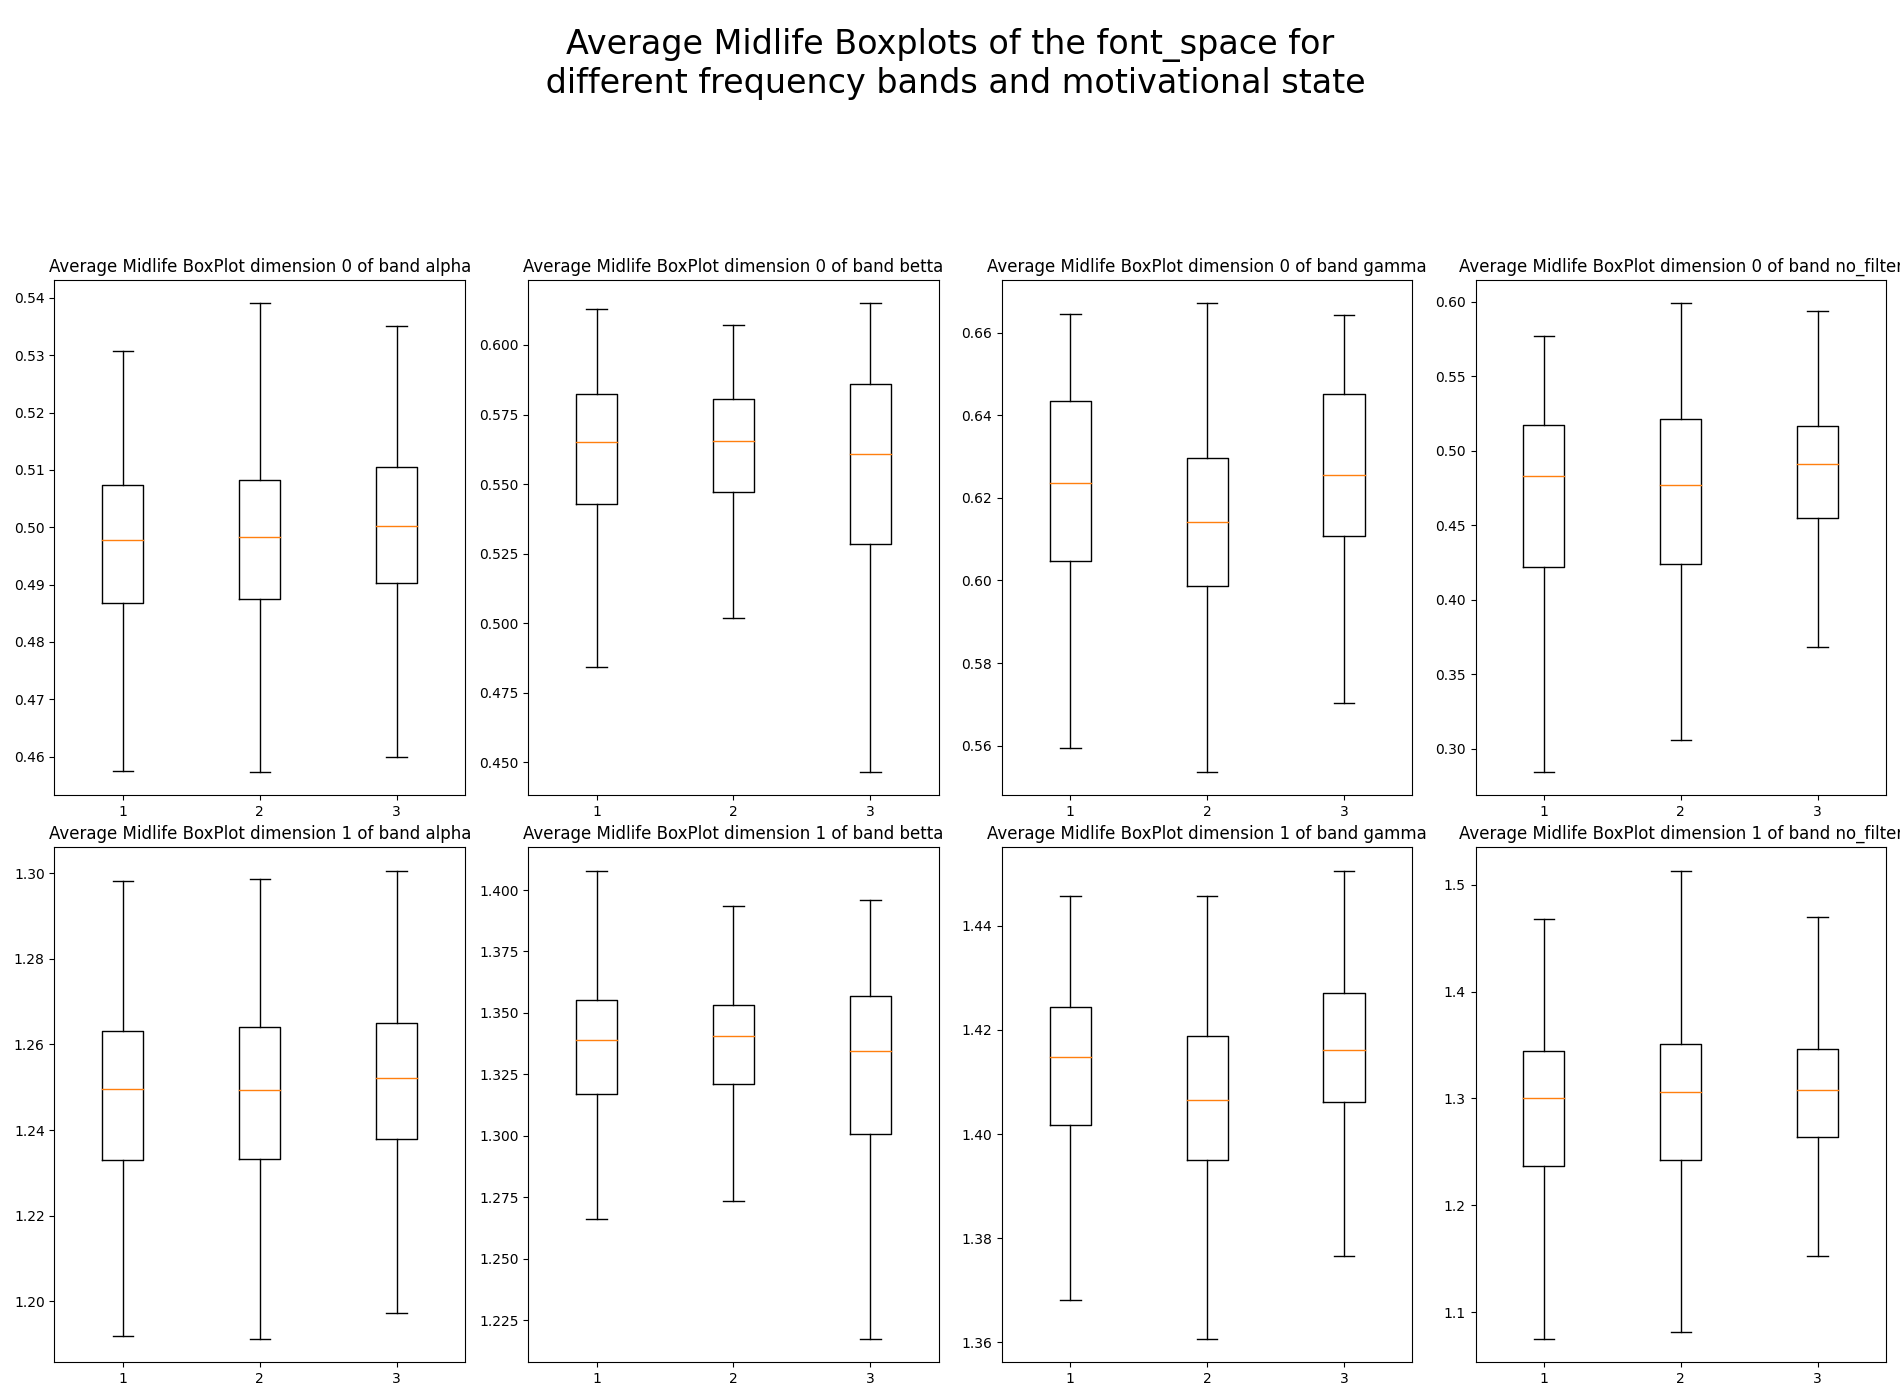 Average Midlife Boxplots of the font_space for
different frequency bands and motivational state
Average Midlife BoxPlot dimension 0 of band alpha
0.54
0.53
0.52
0.51
0.50
0.49
0.48
0.47
0.46
1 2 3
Average Midlife BoxPlot dimension 0 of band betta
0.600
0.575
0.550
0.525
0.500
0.475
0.450
1 2 3
Average Midlife BoxPlot dimension 0 of band gamma
0.66
0.64
0.62
0.60
0.58
0.56
1 2 3
Average Midlife BoxPlot dimension 0 of band no_filter
0.60
0.55
0.50
0.45
0.40
0.35
0.30
1 2 3
Average Midlife BoxPlot dimension 1 of band alpha
1.30
1.28
1.26
1.24
1.22
1.20
1 2 3
Average Midlife BoxPlot dimension 1 of band betta
1.400
1.375
1.350
1.325
1.300
1.275
1.250
1.225
1 2 3
Average Midlife BoxPlot dimension 1 of band gamma
1.44
1.42
1.40
1.38
1.36
1 2 3
Average Midlife BoxPlot dimension 1 of band no_filter
1.5
1.4
1.3
1.2
1.1
1 2 3